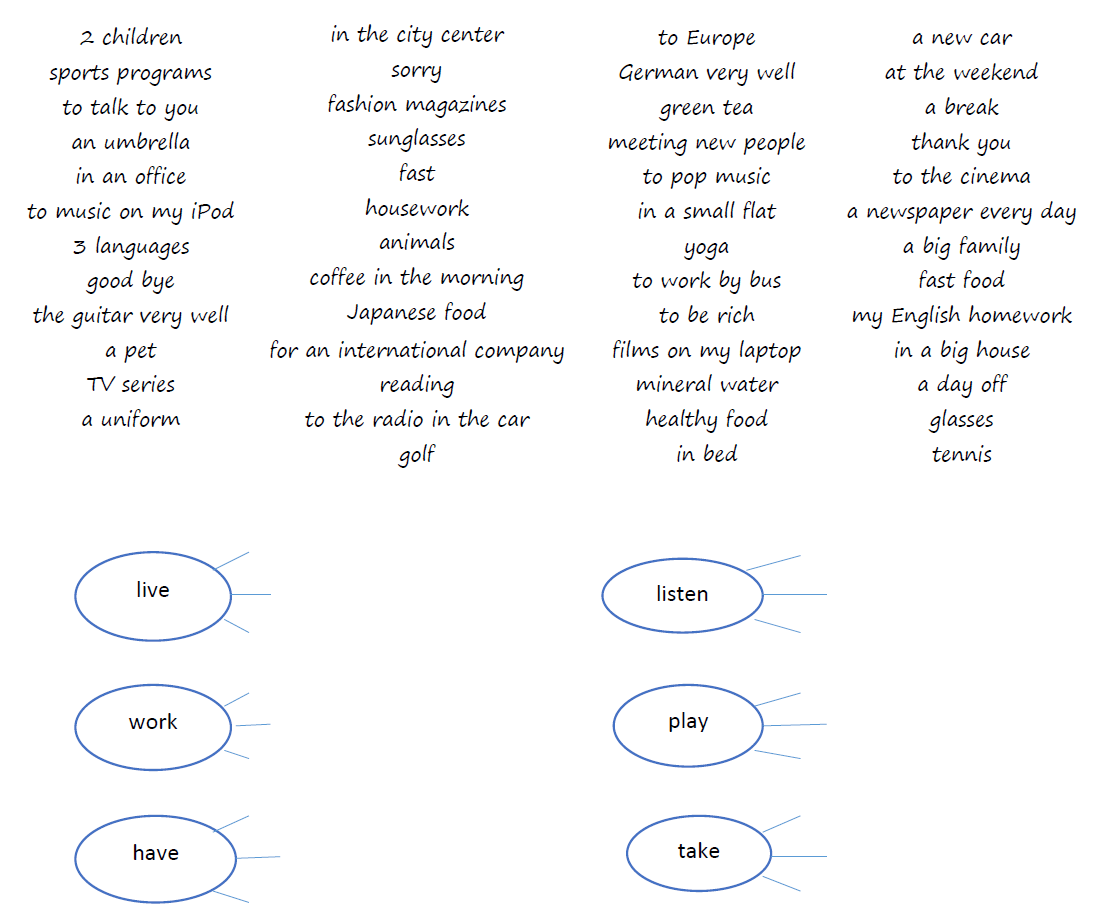 2 children
sports programs
to talk to you
an umbrella
in an office
to music on my iPod
3 languages
good bye
the guitar very well
a pet
TV series
a uniform
in the city center
sorry
fashion magazines
sunglasses
fast
housework
animals
coffee in the morning
Japanese food
for an international company
reading
to the radio in the car
golf
to Europe
German very well
green tea
meeting new people
to pop music
in a small flat
yoga
to work by bus
to be rich
films on my laptop
mineral water
healthy food
in bed
a new car
at the weekend
a break
thank you
to the cinema
a newspaper every day
a big family
fast food
my English homework
in a big house
a day off
glasses
tennis
live
listen
work
play
have
take